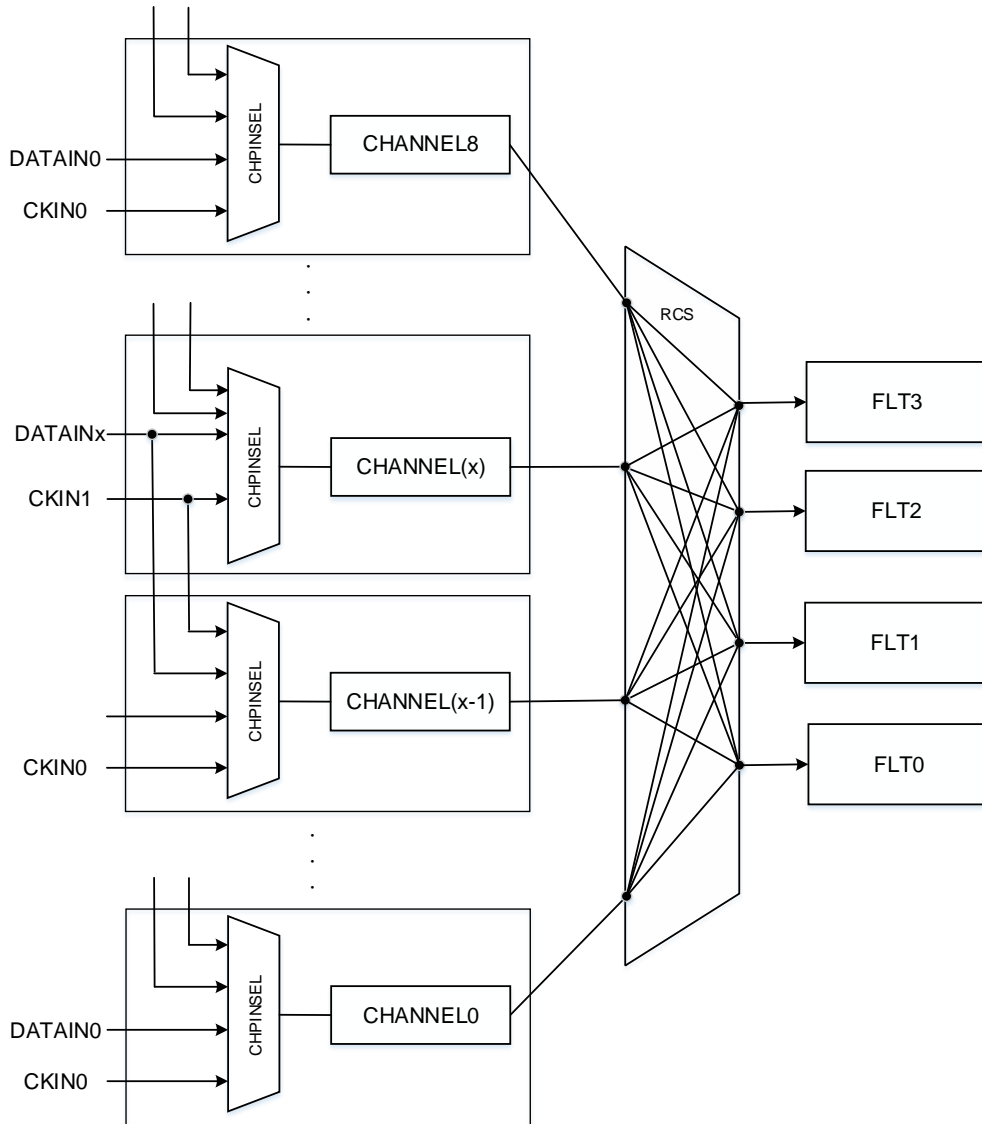 CHPINSEL
CHANNEL8
DATAIN0
CKIN0
RCS
CHPINSEL
CHANNEL(x)
DATAINx
CKIN1
FLT3
FLT2
CHPINSEL
CHANNEL(x-1)
CKIN0
FLT1
FLT0
CHPINSEL
CHANNEL0
DATAIN0
CKIN0